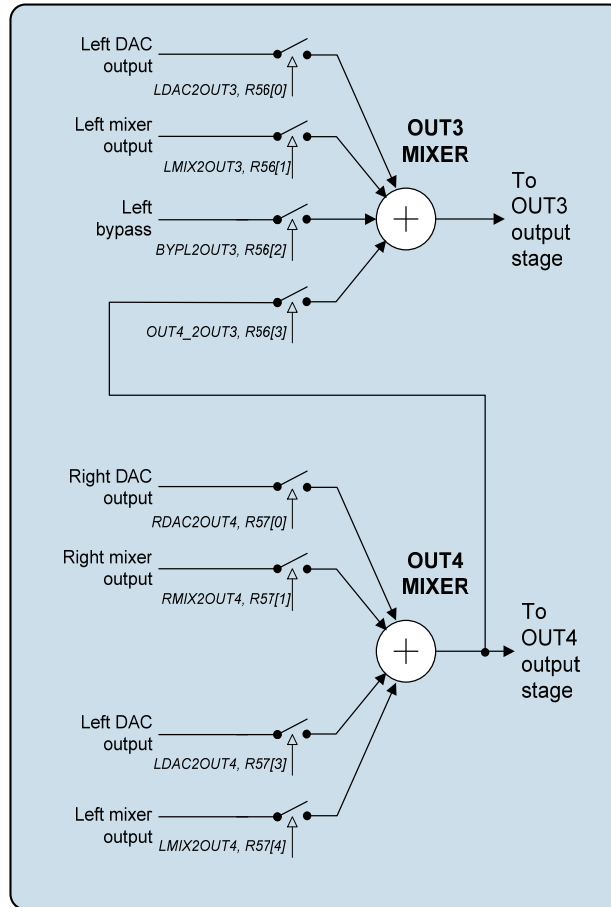 Left DAC
output
LDAC2OUT3, R56[0]
Left mixer
output
LMIX2OUT3, R56[1]
OUT3
MIXER
Left
bypass
BYPL2OUT3, R56[2]
To
OUT3
output
stage
OUT4_2OUT3, R56[3]
Right DAC
output
RDAC2OUT4, R57[0]
Right mixer
output
RMIX2OUT4, R57[1]
OUT4
MIXER
To
OUT4
output
stage
Left DAC
output
LDAC2OUT4, R57[3]
Left mixer
output
LMIX2OUT4, R57[4]